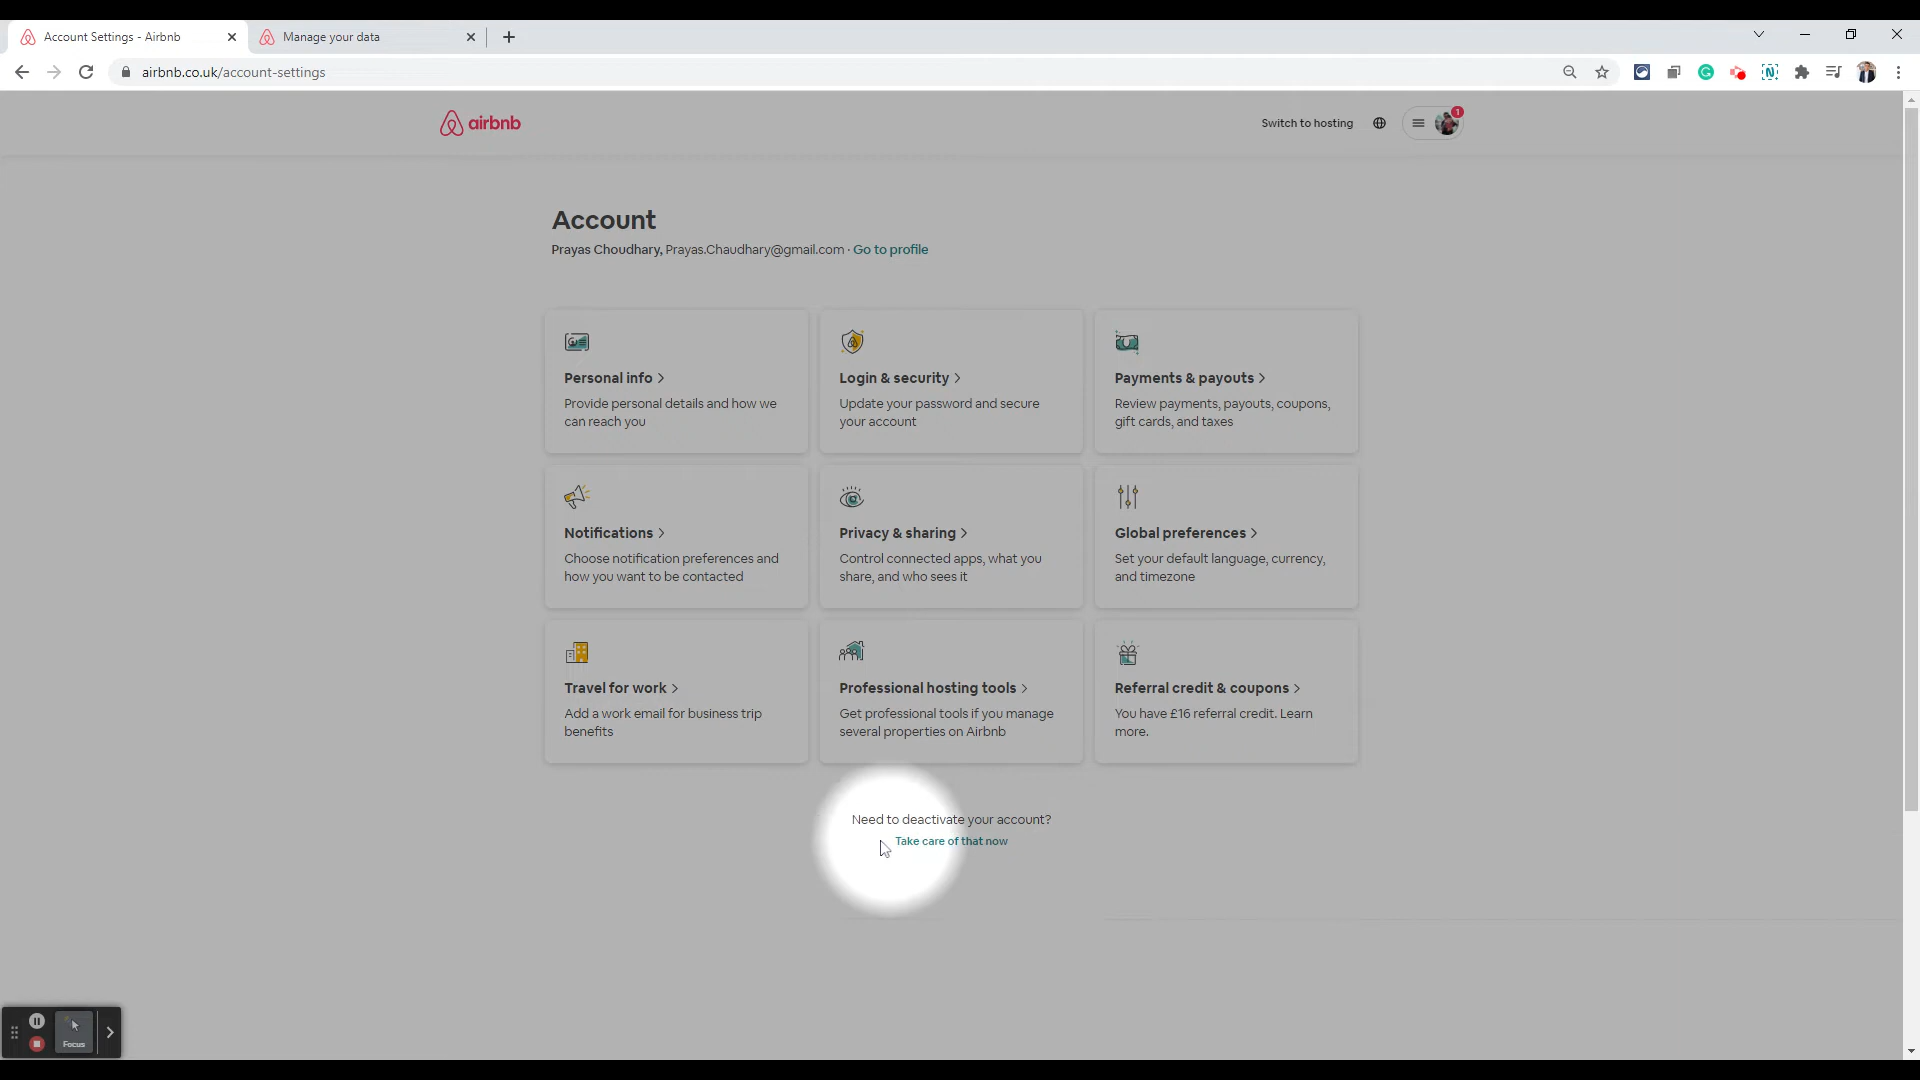 Account Settings - Airbnb
Manage your data
airbnb.co.uk/account-settings
airbnb
Switch to hosting
1
Account
Prayas Choudhary, Prayas.Chaudhary@gmail.com · Go to profile
Personal info
Provide personal details and how we
can reach you
Login & security
Update your password and secure
your account
Payments & payouts
Review payments, payouts, coupons,
gift cards, and taxes
Notifications
Choose notification preferences and
how you want to be contacted
Privacy & sharing
Control connected apps, what you
share, and who sees it
Global preferences
Set your default language, currency,
and timezone
Travel for work
Add a work email for business trip
benefits
Professional hosting tools
Get professional tools if you manage
several properties on Airbnb
Referral credit & coupons
You have £16 referral credit. Learn
more.
Need to deactivate your account?
Take care of that now
Focus